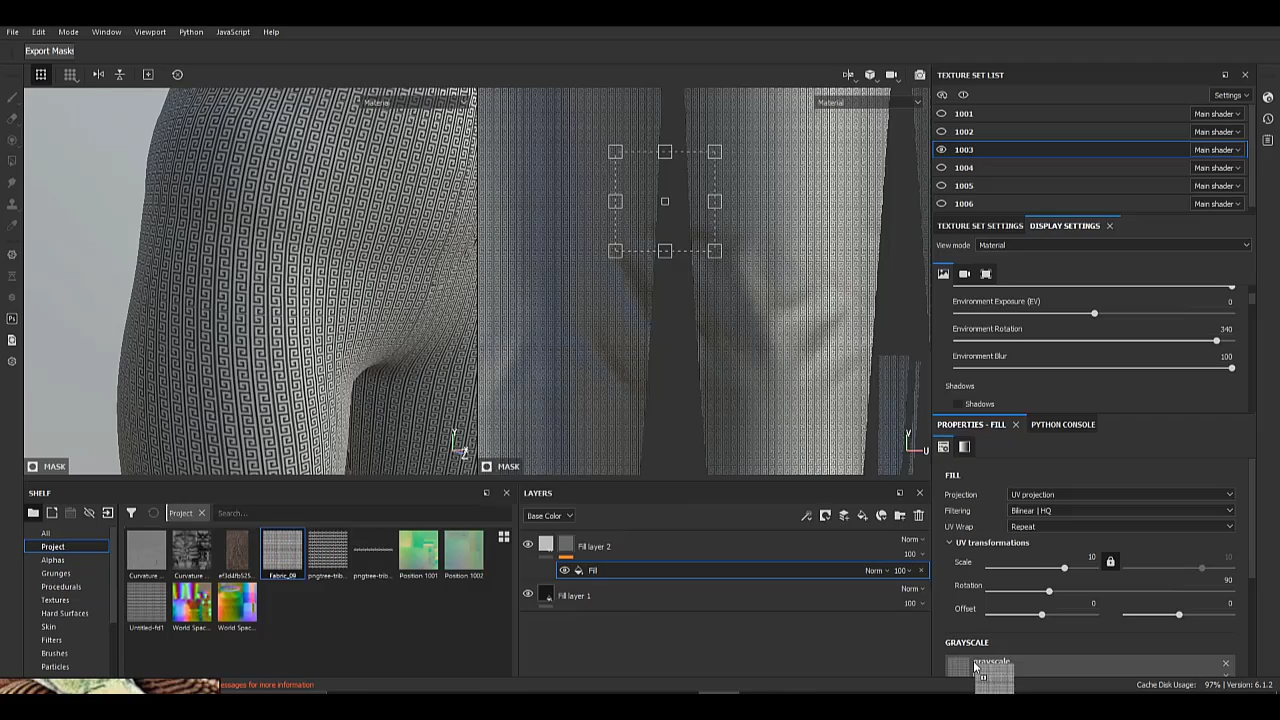 File Edit Mode Window Viewport Python JavaScript Help
Export Masks
Material
Material
MASK
MASK
TEXTURE SET LIST
Settings
1001 Main shader
1002 Main shader
1003 Main shader
1004 Main shader
1005 Main shader
1006 Main shader
TEXTURE SET SETTINGS DISPLAY SETTINGS
View mode Material
Environment Exposure (EV) 0
Environment Rotation 340
Environment Blur 100
Shadows
Shadows
PROPERTIES - FILL PYTHON CONSOLE
FILL
Projection UV projection
Filtering Bilinear | HQ
UV Wrap Repeat
UV transformations
Scale 10 10
Rotation 90
Offset 0 0
GRAYSCALE
grayscale
SHELF
Project Search...
All
Project
Alphas
Grunges
Procedurals
Textures
Hard Surfaces
Skin
Filters
Brushes
Particles
Curvature ... Curvature ... ef3d4fb525... Fabric_09 pngtree-trib... pngtree-trib... Position 1001 Position 1002
Untitled-fd1 World Spac... World Spac...
LAYERS
Base Color
Fill layer 2 Norm
100
Fill Norm 100
Fill layer 1 Norm
100
essages for more information
Cache Disk Usage: 97% | Version: 6.1.2
Y
Z
V
U